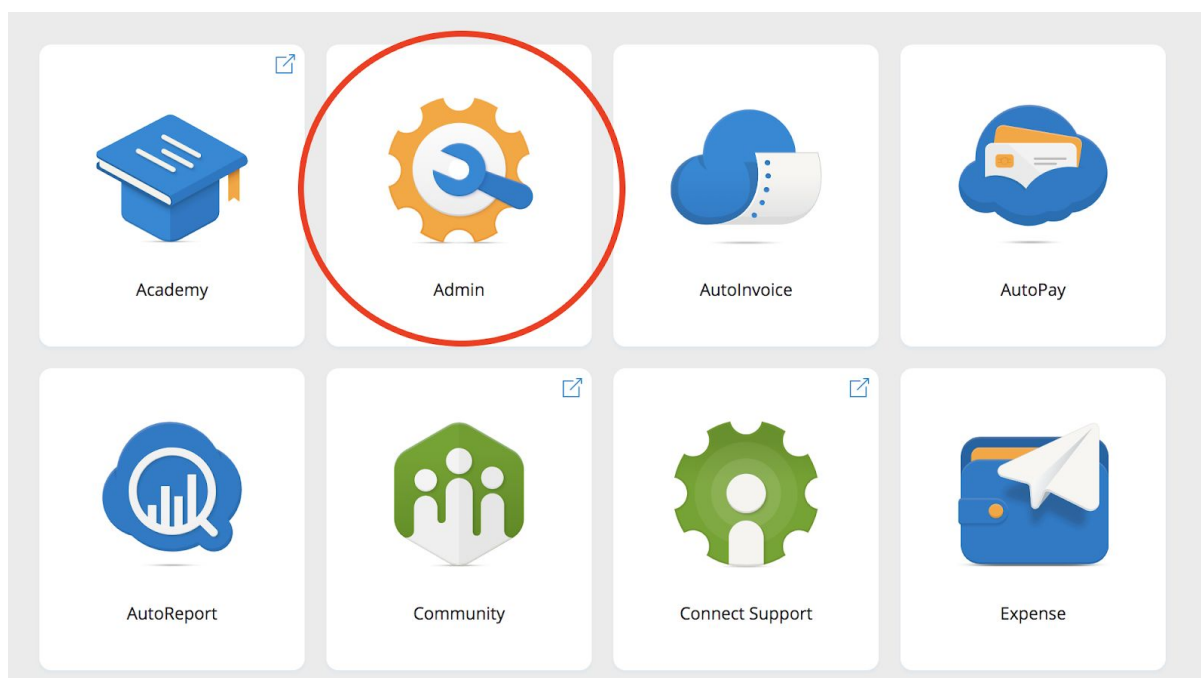 Academy
Admin
AutoInvoice
AutoPay
AutoReport
Community
Connect Support
Expense